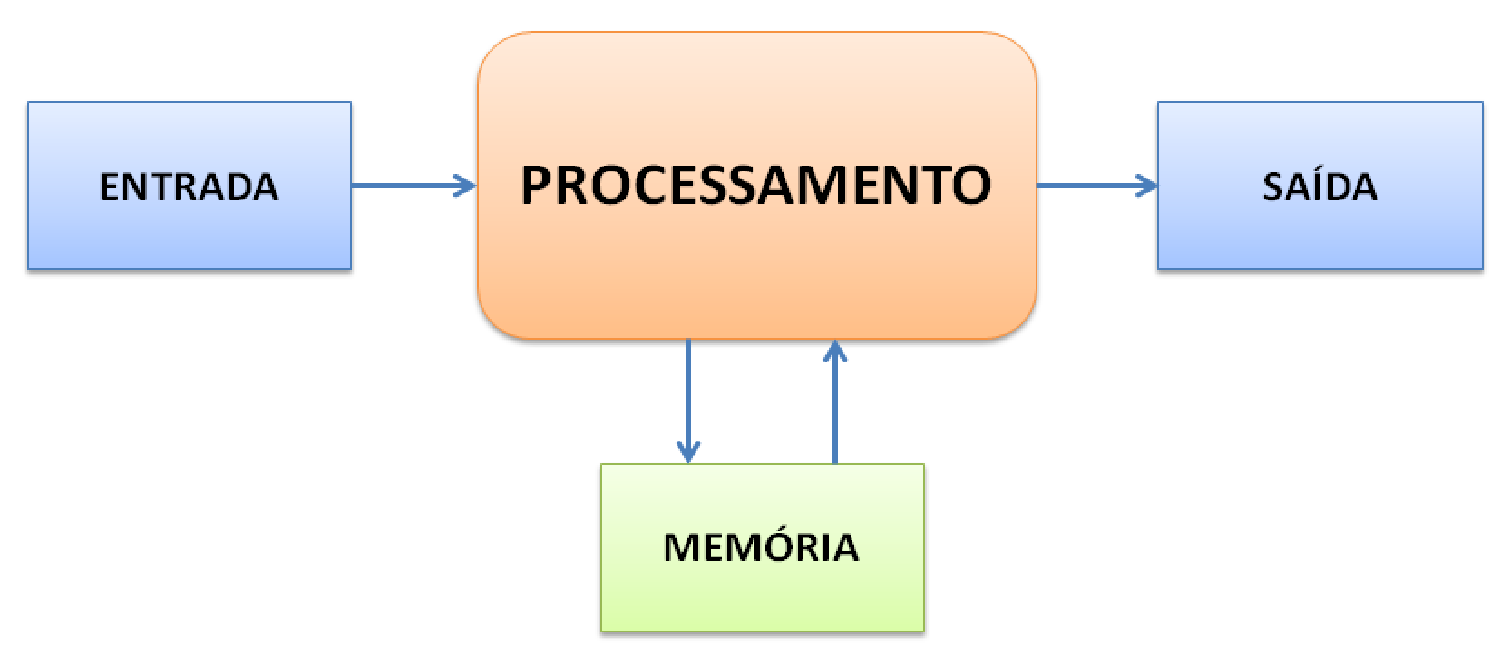 ENTRADA
PROCESSAMENTO
SAÍDA
MEMÓRIA